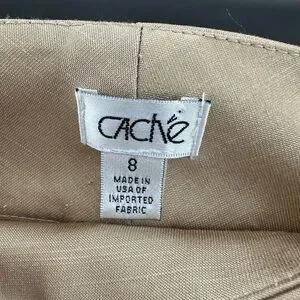 caché
8
MADE IN
USA OF
IMPORTED
FABRIC